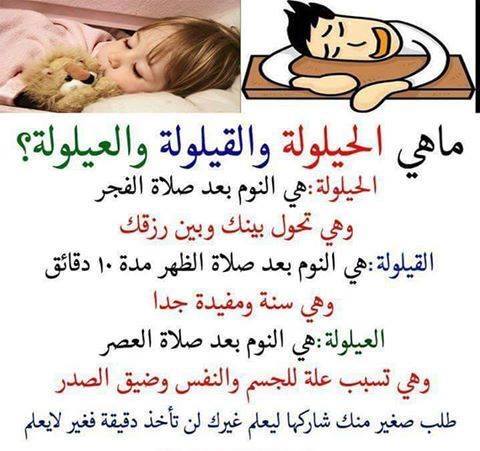 ماهي الحيلولة والقيلولة والعيلولة؟
الحيلولة:هي النوم بعد صلاة الفجر
وهي تحول بينك وبين رزقك
القيلولة:هي النوم بعد صلاة الظهر مدة ١٠ دقائق
وهي سنة ومفيدة جدا
العيلولة:هي النوم بعد صلاة العصر
وهي تسبب علة للجسم والنفس وضيق الصدر
طلب صغير منك شاركها ليعلم غيرك لن تأخذ دقيقة فغير لايعلم